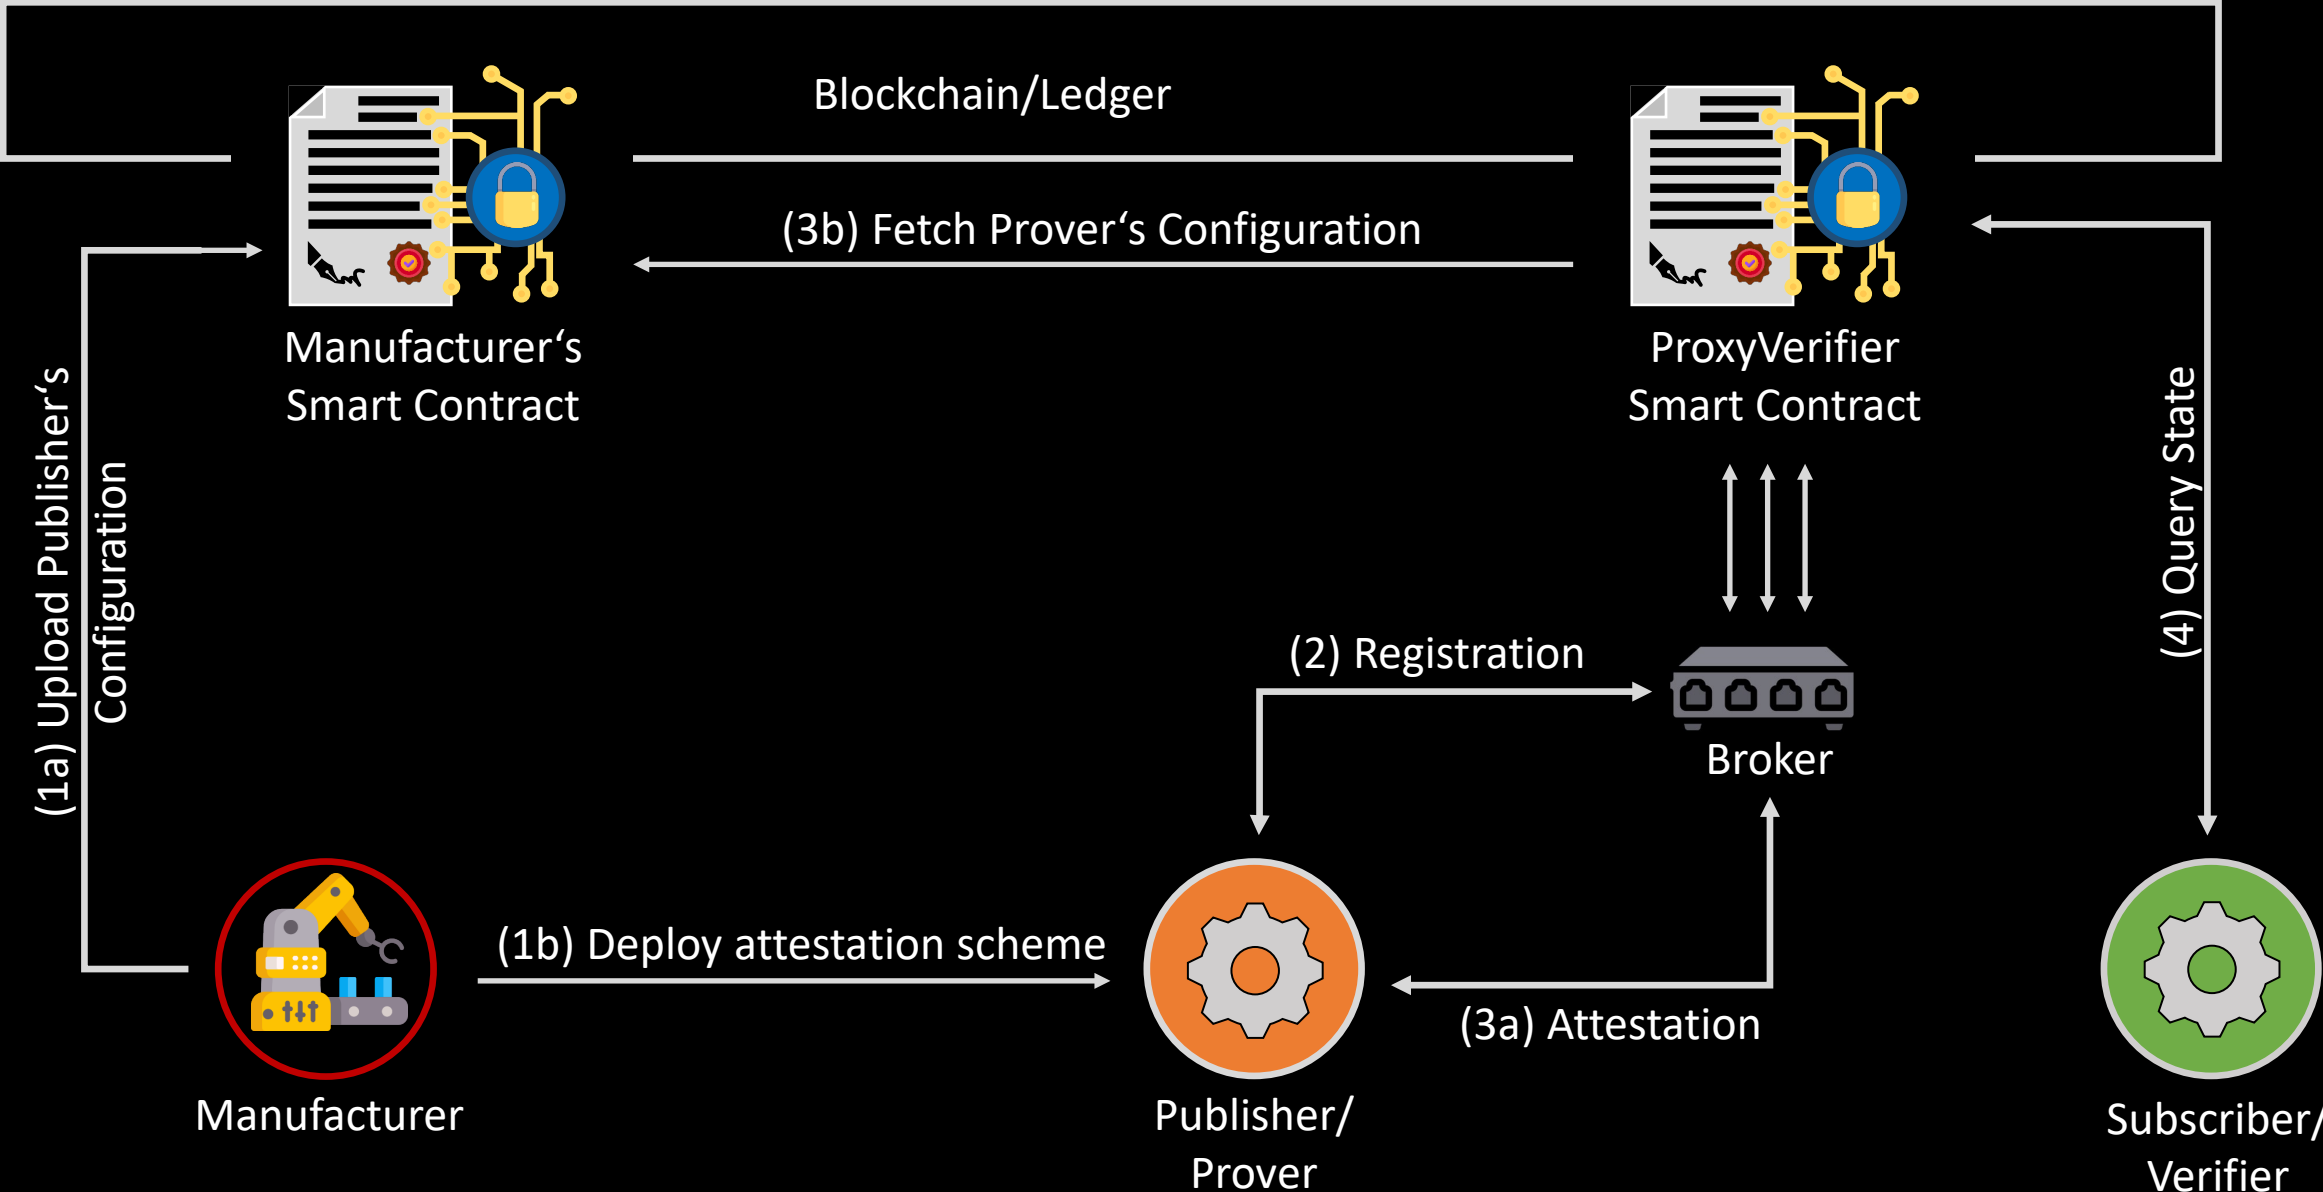 Blockchain/Ledger
(3b) Fetch Prover‘s Configuration
Manufacturer‘s
Smart Contract
ProxyVerifier
Smart Contract
(1a) Upload Publisher‘s
Configuration
(4) Query State
(2) Registration
Broker
(1b) Deploy attestation scheme
(3a) Attestation
Manufacturer
Publisher/
Prover
Subscriber/
Verifier